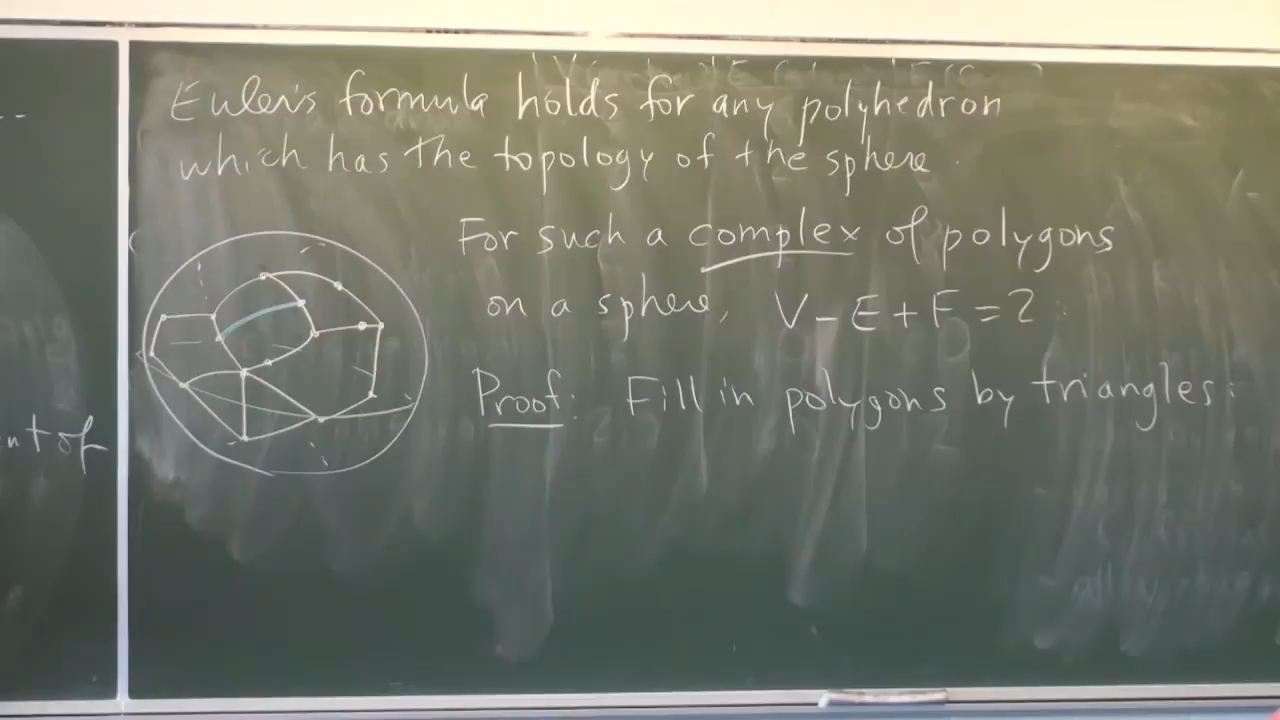 Euler's formula holds for any polyhedron
which has the topology of the sphere.
For such a complex of polygons
on a sphere, V - E + F = 2
nt of
Proof: Fill in polygons by triangles: